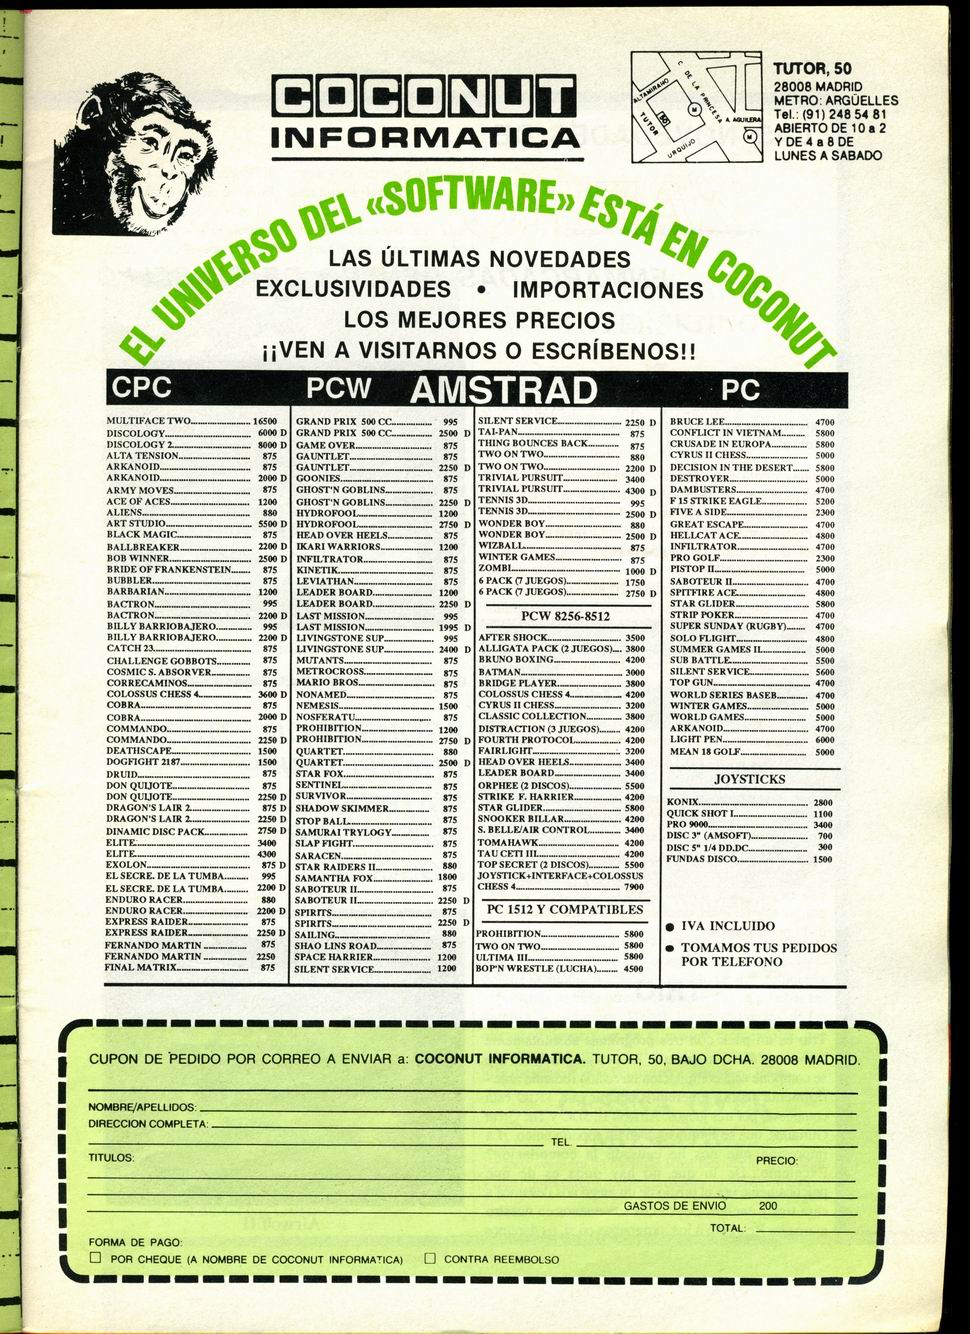 COCONUT
INFORMATICA
ALTAMIRANO
C. DE LA PRINCESA
TUTOR
50
M
A. AGUILERA
M
URQUIJO
TUTOR, 50
28008 MADRID
METRO: ARGÜELLES
Tel.: (91) 248 54 81
ABIERTO DE 10 a 2
Y DE 4 a 8 DE
LUNES A SABADO
EL UNIVERSO DEL «SOFTWARE» ESTÁ EN COCONUT
LAS ÚLTIMAS NOVEDADES
EXCLUSIVIDADES • IMPORTACIONES
LOS MEJORES PRECIOS
¡¡VEN A VISITARNOS O ESCRÍBENOS!!
CPC PCW AMSTRAD PC
MULTIFACE TWO 16500
DISCOLOGY 6000 D
DISCOLOGY 2 8000 D
ALTA TENSION 875
ARKANOID 875
ARKANOID 2000 D
ARMY MOVES 875
ACE OF ACES 1200
ALIENS 880
ART STUDIO 5500 D
BLACK MAGIC 875
BALLBREAKER 2200 D
BOB WINNER 2500 D
BRIDE OF FRANKENSTEIN 875
BUBBLER 875
BARBARIAN 1200
BACTRON 995
BACTRON 2200 D
BILLY BARRIOBAJERO 995
BILLY BARRIOBAJERO 2200 D
CATCH 23 875
CHALLENGE GOBBOTS 875
COSMIC S. ABSORVER 875
CORRECAMINOS 875
COLOSSUS CHESS 4 3600 D
COBRA 875
COBRA 2000 D
COMMANDO 875
COMMANDO 2250 D
DEATHSCAPE 1500
DOGFIGHT 2187 1500
DRUID 875
DON QUIJOTE 875
DON QUIJOTE 2250 D
DRAGON'S LAIR 2 875 D
DRAGON'S LAIR 2 2250 D
DINAMIC DISC PACK 2750 D
ELITE 3400
ELITE 4300
EXOLON 875 D
EL SECRE. DE LA TUMBA 995
EL SECRE. DE LA TUMBA 2200 D
ENDURO RACER 880
ENDURO RACER 2200 D
EXPRESS RAIDER 875
EXPRESS RAIDER 2250 D
FERNANDO MARTIN 875
FERNANDO MARTIN 2250
FINAL MATRIX 875
GRAND PRIX 500 CC 995
GRAND PRIX 500 CC 2500 D
GAME OVER 875
GAUNTLET 875
GAUNTLET 2250 D
GOONIES 875
GHOST'N GOBLINS 875
GHOST'N GOBLINS 2250 D
HYDROFOOL 1200
HYDROFOOL 2750 D
HEAD OVER HEELS 875
IKARI WARRIORS 1200
INFILTRATOR 875
KINETIK 875
LEVIATHAN 875
LEADER BOARD 1200
LEADER BOARD 2250 D
LAST MISSION 995
LAST MISSION 1995 D
LIVINGSTONE SUP 995
LIVINGSTONE SUP 2400 D
MUTANTS 875
METROCROSS 875
MARIO BROS 875
NONAMED 875
NEMESIS 1500
NOSFERATU 875
PROHIBITION 1200
PROHIBITION 2750 D
QUARTET 880
QUARTET 2500 D
STAR FOX 875
SENTINEL 875
SURVIVOR 875
SHADOW SKIMMER 875
STOP BALL 875
SAMURAI TRYLOGY 875
SLAP FIGHT 875
SARACEN 875
STAR RAIDERS II 880
SAMANTHA FOX 1800
SABOTEUR II 875
SABOTEUR II 2250 D
SPIRITS 875
SPIRITS 2250 D
SAILING 880
SHAO LINS ROAD 875
SPACE HARRIER 1200
SILENT SERVICE 1200
SILENT SERVICE 2250 D
TAI-PAN 875
THING BOUNCES BACK 875
TWO ON TWO 880
TWO ON TWO 2200 D
TRIVIAL PURSUIT 3400
TRIVIAL PURSUIT 4300 D
TENNIS 3D 995
TENNIS 3D 2500 D
WONDER BOY 880
WONDER BOY 2500 D
WIZBALL 875
WINTER GAMES 875
ZOMBI 1000 D
6 PACK (7 JUEGOS) 1750
6 PACK (7 JUEGOS) 2750 D
PCW 8256-8512
AFTER SHOCK 3500
ALLIGATA PACK (2 JUEGOS) 3800
BRUNO BOXING 4200
BATMAN 3000
BRIDGE PLAYER 3800
COLOSSUS CHESS 4 4200
CYRUS II CHESS 3200
CLASSIC COLLECTION 3800
DISTRACTION (3 JUEGOS) 4200
FOURTH PROTOCOL 4200
FAIRLIGHT 3200
HEAD OVER HEELS 3400
LEADER BOARD 3400
ORPHEE (2 DISCOS) 5500
STRIKE F. HARRIER 4200
STAR GLIDER 5800
SNOOKER BILLAR 4200
S. BELLE/AIR CONTROL 3400
TOMAHAWK 4200
TAU CETI III 4200
TOP SECRET (2 DISCOS) 5500
JOYSTICK+INTERFACE+COLOSSUS
CHESS 4 7900
PC 1512 Y COMPATIBLES
PROHIBITION 5800
TWO ON TWO 5800
ULTIMA III 5800
BOP'N WRESTLE (LUCHA) 4500
BRUCE LEE 4700
CONFLICT IN VIETNAM 5800
CRUSADE IN EUROPA 5800
CYRUS II CHESS 5000
DECISION IN THE DESERT 5800
DESTROYER 5000
DAMBUSTERS 4700
F 15 STRIKE EAGLE 5200
FIVE A SIDE 2300
GREAT ESCAPE 4700
HELLCAT ACE 4800
INFILTRATOR 4700
PRO GOLF 2300
PISTOP II 5000
SABOTEUR II 4700
SPITFIRE ACE 4800
STAR GLIDER 5800
STRIP POKER 4700
SUPER SUNDAY (RUGBY) 4700
SOLO FLIGHT 4800
SUMMER GAMES II 5000
SUB BATTLE 5500
SILENT SERVICE 5600
TOP GUN 4700
WORLD SERIES BASEB 4700
WINTER GAMES 5000
WORLD GAMES 5000
ARKANOID 4700
LIGHT PEN 6000
MEAN 18 GOLF 5000
JOYSTICKS
KONIX 2800
QUICK SHOT I 1100
PRO 9000 3400
DISC 3" (AMSOFT) 700
DISC 5" 1/4 DD.DC 300
FUNDAS DISCO 1500
● IVA INCLUIDO
● TOMAMOS TUS PEDIDOS
POR TELEFONO
CUPON DE PEDIDO POR CORREO A ENVIAR a: COCONUT INFORMATICA. TUTOR, 50, BAJO DCHA. 28008 MADRID.
NOMBRE/APELLIDOS:
DIRECCION COMPLETA:
TEL.
TITULOS: PRECIO:
GASTOS DE ENVIO 200
TOTAL:
FORMA DE PAGO:
☐ POR CHEQUE (A NOMBRE DE COCONUT INFORMATICA) ☐ CONTRA REEMBOLSO